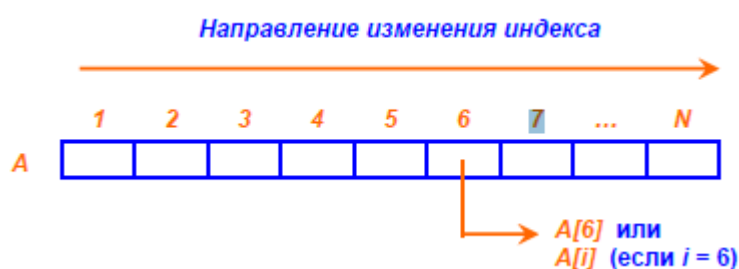 Направление изменения индекса
1 2 3 4 5 6 7 ... N
A
A[6] или
A[i] (если i = 6)